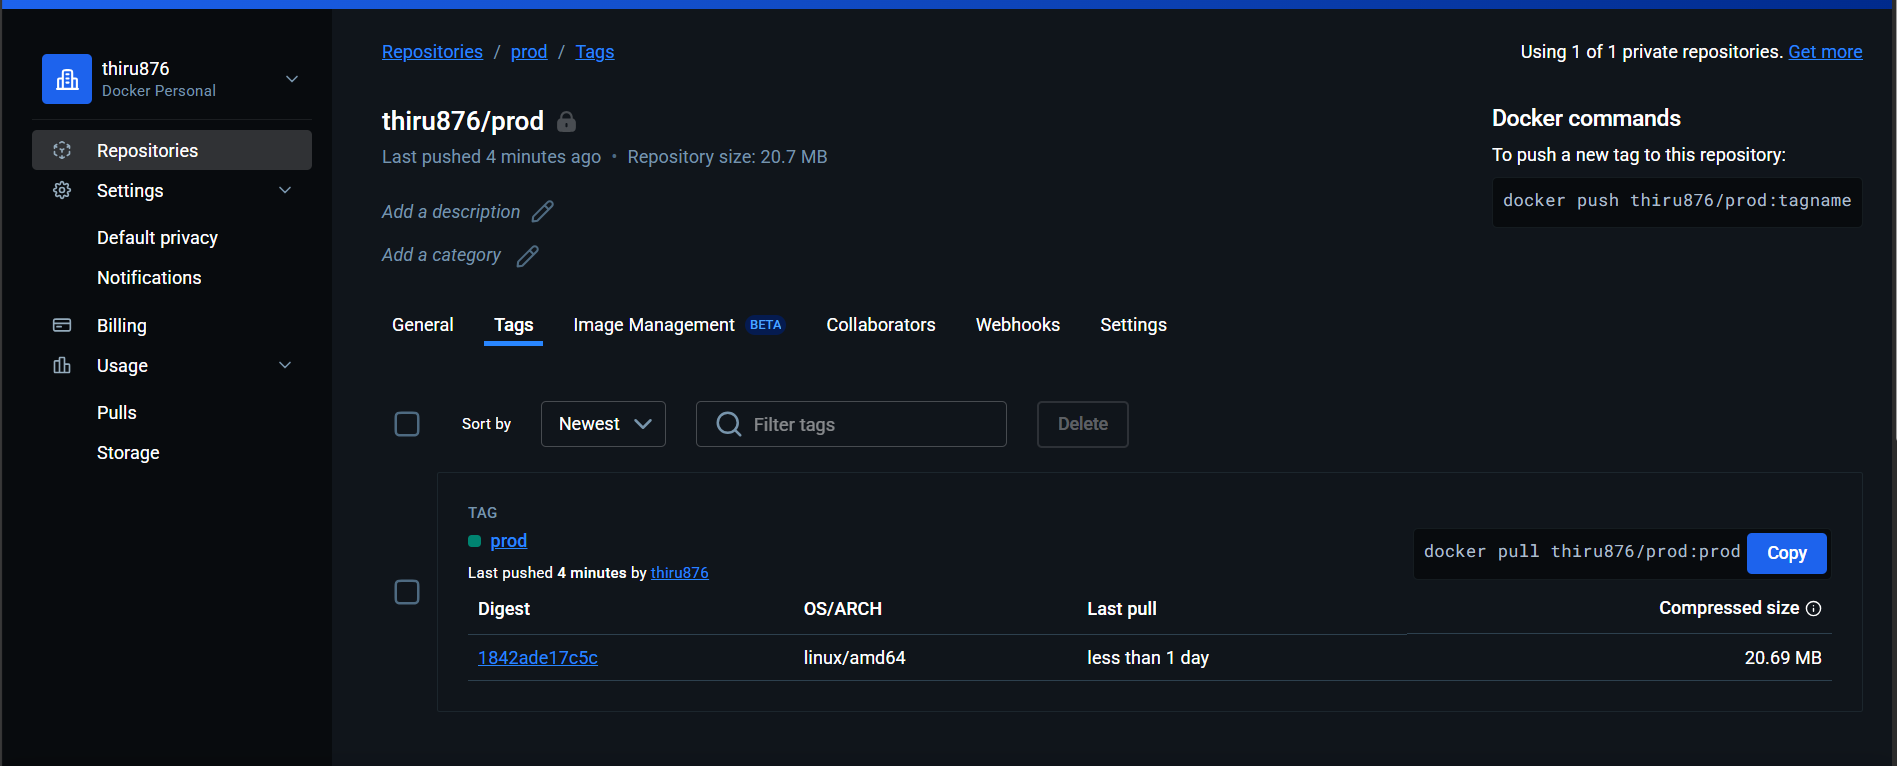 thiru876
Docker Personal
Repositories
Settings
Default privacy
Notifications
Billing
Usage
Pulls
Storage
Repositories / prod / Tags
Using 1 of 1 private repositories. Get more
thiru876/prod
Last pushed 4 minutes ago • Repository size: 20.7 MB
Add a description
Add a category
Docker commands
To push a new tag to this repository:
docker push thiru876/prod:tagname
General Tags Image Management BETA Collaborators Webhooks Settings
Sort by Newest Filter tags Delete
TAG
prod
docker pull thiru876/prod:prod Copy
Last pushed 4 minutes by thiru876
Digest OS/ARCH Last pull Compressed size
1842ade17c5c linux/amd64 less than 1 day 20.69 MB